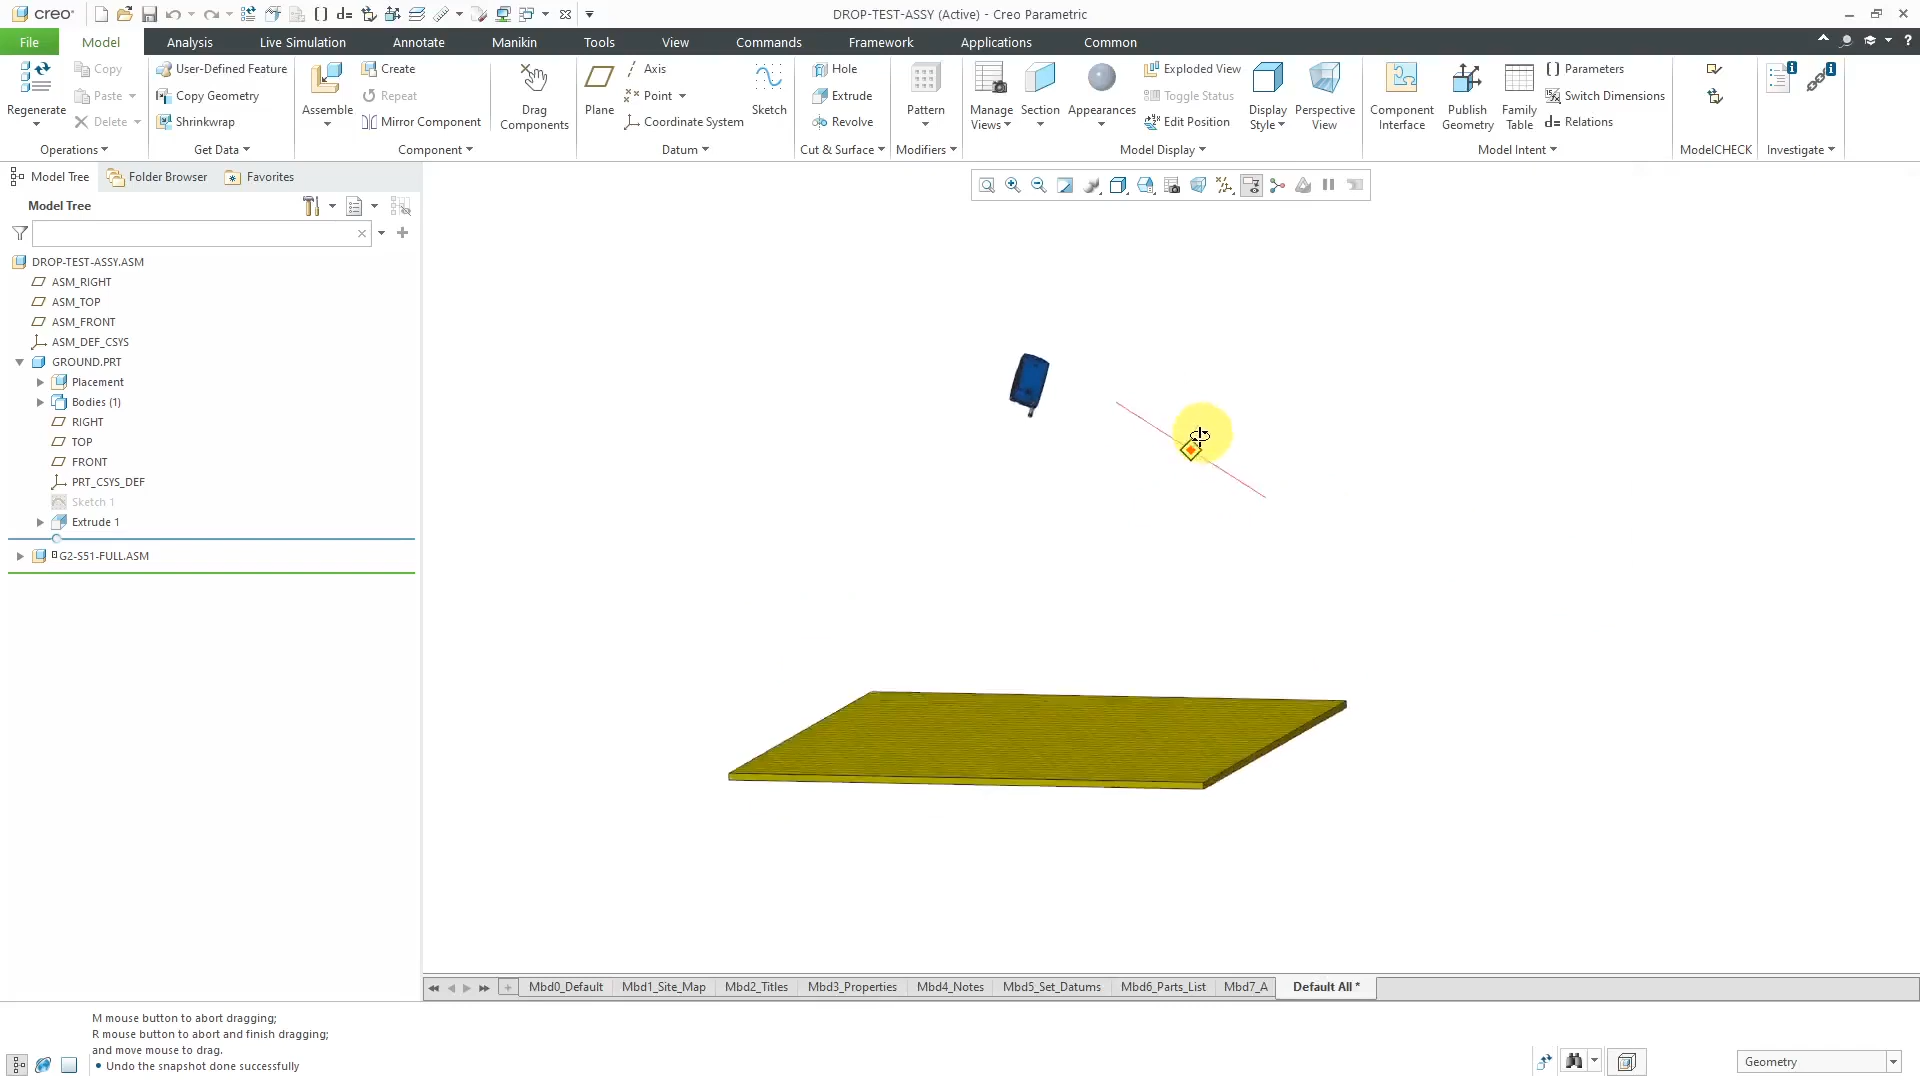 creo
DROP-TEST-ASSY (Active) - Creo Parametric
File Model Analysis Live Simulation Annotate Manikin Tools View Commands Framework Applications Common
Regenerate
Copy
Paste
Delete
Operations
User-Defined Feature
Copy Geometry
Shrinkwrap
Get Data
Assemble
Create
Repeat
Mirror Component
Component
Drag
Components
Plane
Axis
Point
Coordinate System
Sketch
Datum
Hole
Extrude
Revolve
Cut & Surface
Pattern
Modifiers
Manage
Views
Section
Appearances
Exploded View
Toggle Status
Edit Position
Display
Style
Perspective
View
Model Display
Component
Interface
Publish
Geometry
Family
Table
Parameters
Switch Dimensions
d= Relations
Model Intent
ModelCHECK
Investigate
Model Tree Folder Browser Favorites
Model Tree
DROP-TEST-ASSY.ASM
ASM_RIGHT
ASM_TOP
ASM_FRONT
ASM_DEF_CSYS
GROUND.PRT
Placement
Bodies (1)
RIGHT
TOP
FRONT
PRT_CSYS_DEF
Sketch 1
Extrude 1
G2-S51-FULL.ASM
Mbd0_Default Mbd1_Site_Map Mbd2_Titles Mbd3_Properties Mbd4_Notes Mbd5_Set_Datums Mbd6_Parts_List Mbd7_A Default All *
M mouse button to abort dragging;
R mouse button to abort and finish dragging;
and move mouse to drag.
• Undo the snapshot done successfully
Geometry